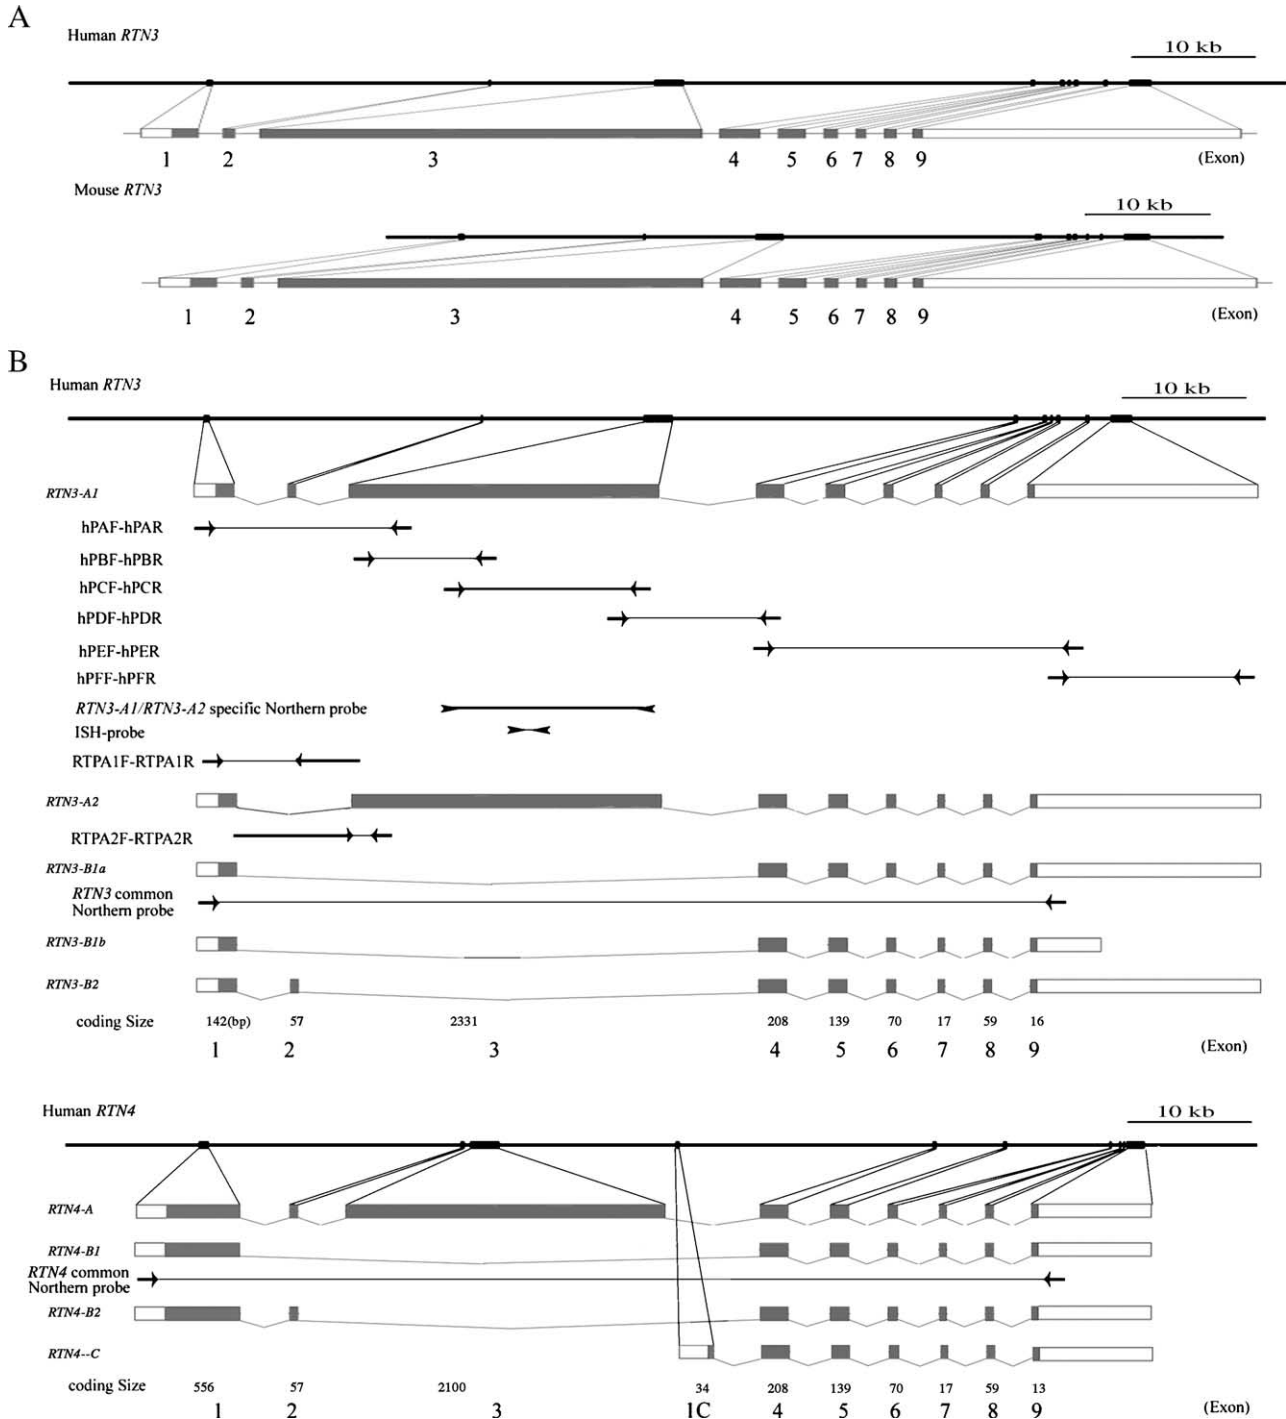 A
Human RTN3
10 kb
1 2 3 4 5 6 7 8 9 (Exon)
Mouse RTN3
10 kb
1 2 3 4 5 6 7 8 9 (Exon)
B
Human RTN3
10 kb
RTN3-A1
hPAF-hPAR
hPBF-hPBR
hPCF-hPCR
hPDF-hPDR
hPEF-hPER
hPFF-hPFR
RTN3-A1/RTN3-A2 specific Northern probe
ISH-probe
RTPA1F-RTPA1R
RTN3-A2
RTPA2F-RTPA2R
RTN3-B1a
RTN3 common
Northern probe
RTN3-B1b
RTN3-B2
coding Size 142(bp) 57 2331 208 139 70 17 59 16
1 2 3 4 5 6 7 8 9 (Exon)
Human RTN4
10 kb
RTN4-A
RTN4-B1
RTN4 common
Northern probe
RTN4-B2
RTN4--C
coding Size 556 57 2100 34 208 139 70 17 59 13
1 2 3 1C 4 5 6 7 8 9 (Exon)